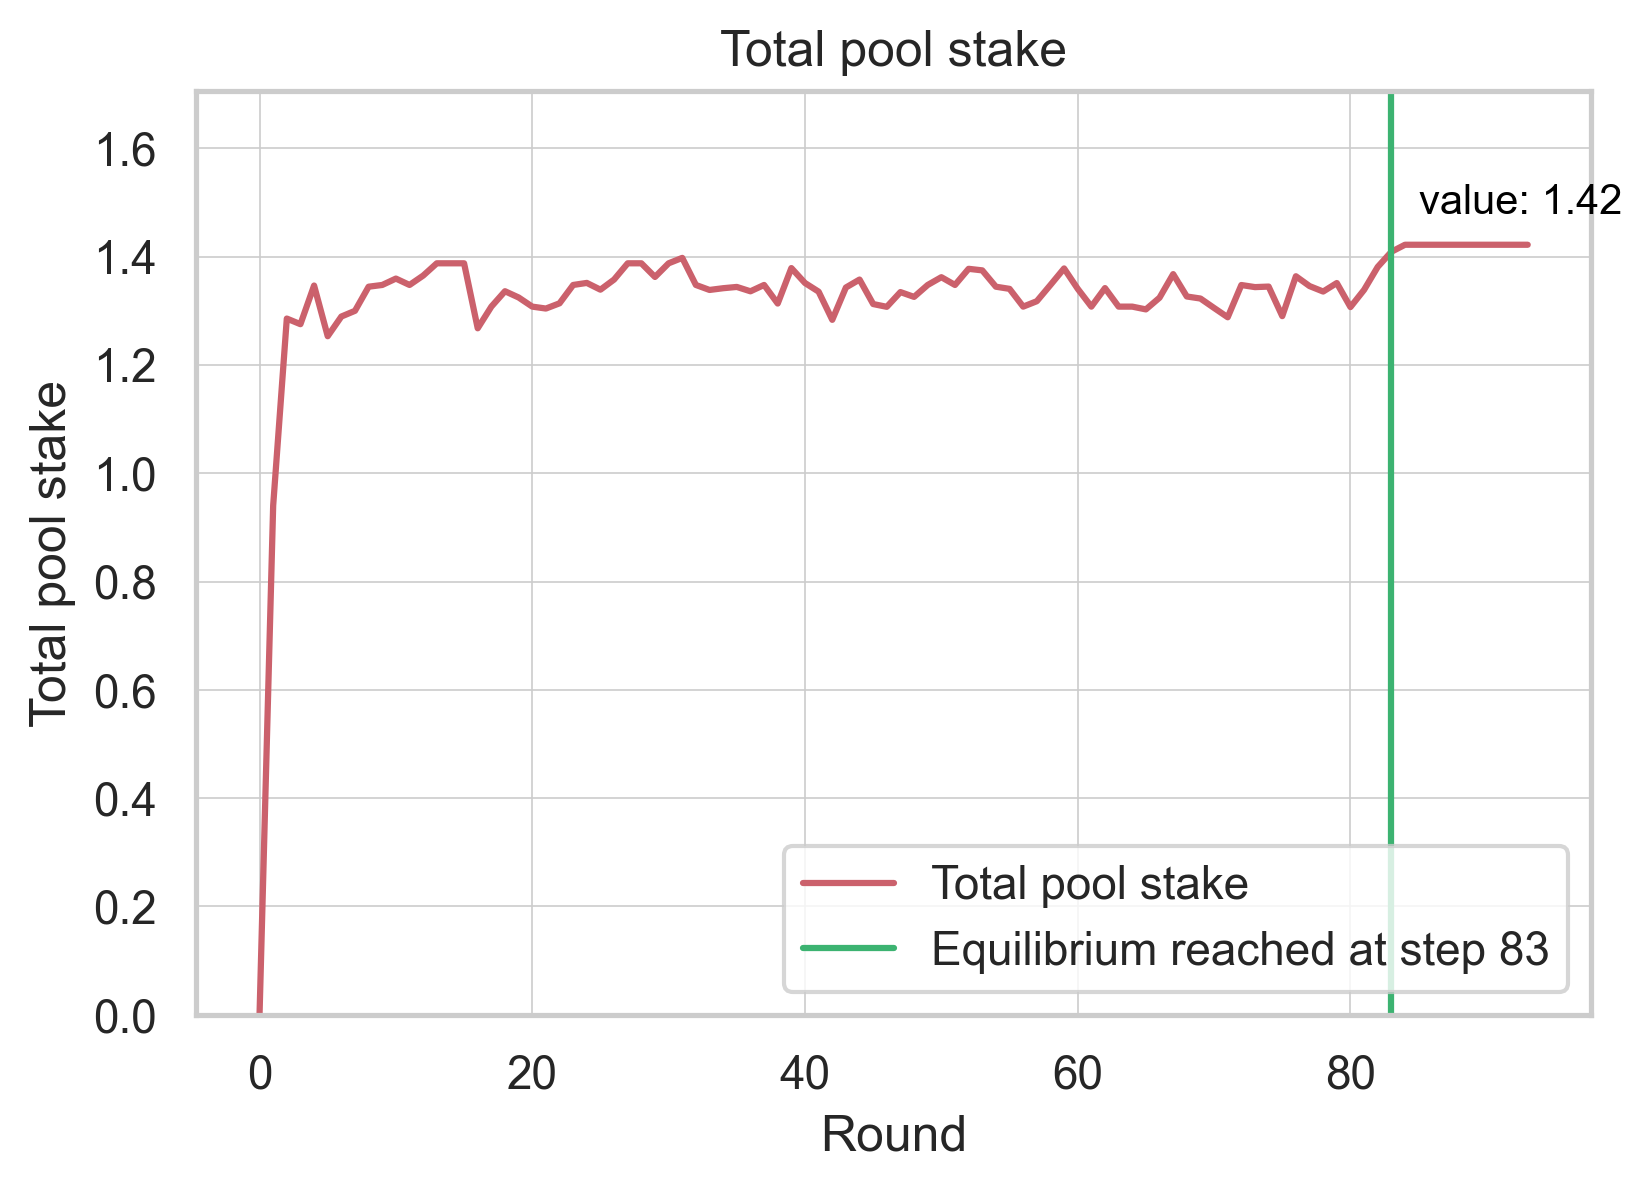 Total pool stake
1.6
1.4
1.2
1.0
0.8
0.6
0.4
0.2
0.0
Total pool stake
value: 1.42
Total pool stake
Equilibrium reached at step 83
0
20
40
60
80
Round